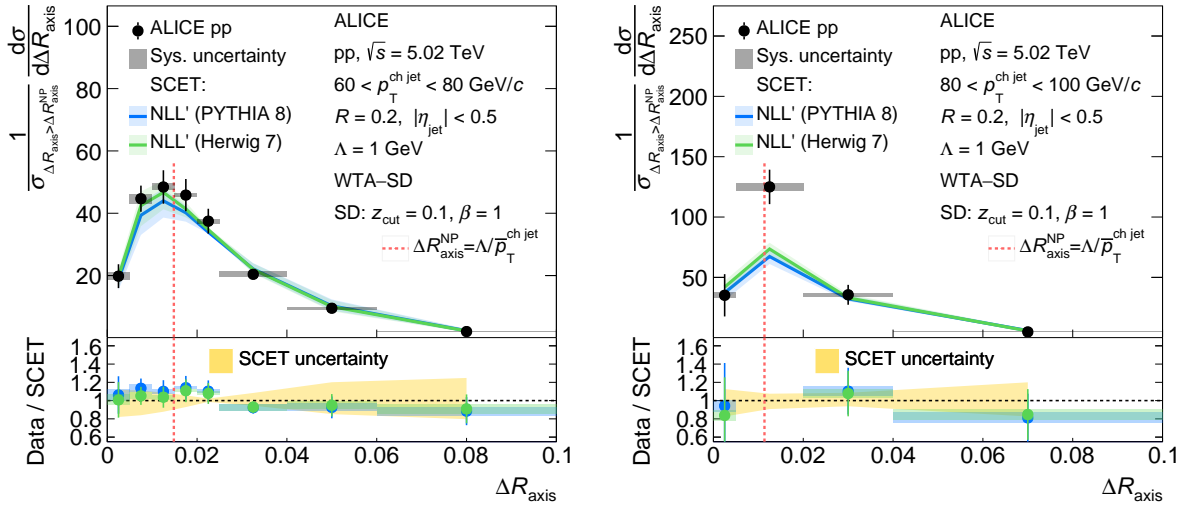 1/σ_{ΔR_axis>ΔR_axis^NP} dσ/dΔR_axis
100
80
60
40
20
ALICE pp
Sys. uncertainty
SCET:
NLL' (PYTHIA 8)
NLL' (Herwig 7)
ALICE
pp, √s = 5.02 TeV
60 < p_T^{ch jet} < 80 GeV/c
R = 0.2, |η_jet| < 0.5
Λ = 1 GeV
WTA–SD
SD: z_cut = 0.1, β = 1
ΔR_axis^NP=Λ/p̅_T^{ch jet}
Data / SCET
1.6
1.4
1.2
1.0
0.8
0.6
SCET uncertainty
0 0.02 0.04 0.06 0.08 0.1
ΔR_axis
1/σ_{ΔR_axis>ΔR_axis^NP} dσ/dΔR_axis
250
200
150
100
50
ALICE pp
Sys. uncertainty
SCET:
NLL' (PYTHIA 8)
NLL' (Herwig 7)
ALICE
pp, √s = 5.02 TeV
80 < p_T^{ch jet} < 100 GeV/c
R = 0.2, |η_jet| < 0.5
Λ = 1 GeV
WTA–SD
SD: z_cut = 0.1, β = 1
ΔR_axis^NP=Λ/p̅_T^{ch jet}
Data / SCET
1.6
1.4
1.2
1.0
0.8
0.6
SCET uncertainty
0 0.02 0.04 0.06 0.08 0.1
ΔR_axis